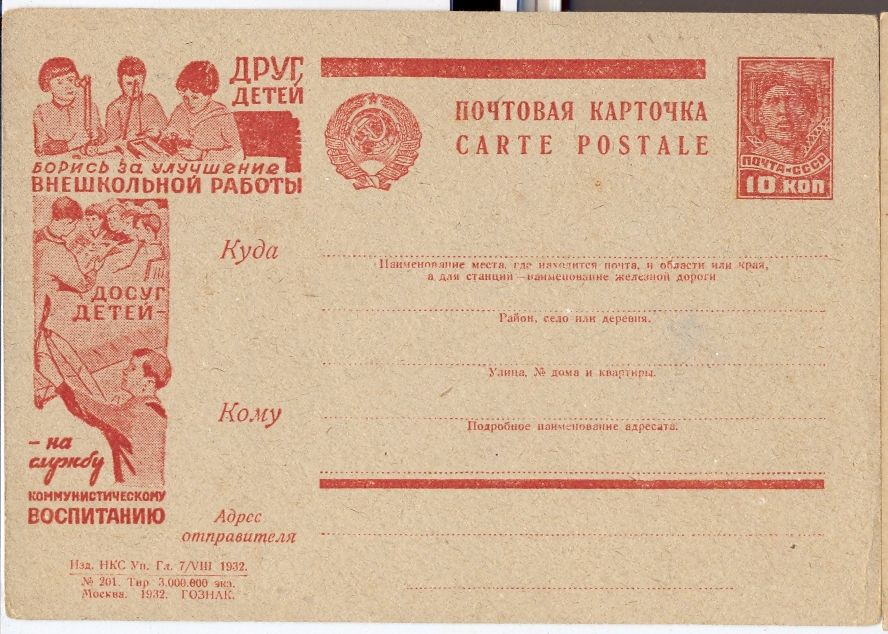 ДРУГ
ДЕТЕЙ
БОРИСЬ ЗА УЛУЧШЕНИЕ
ВНЕШКОЛЬНОЙ РАБОТЫ
ДОСУГ
ДЕТЕЙ—
— на
службу
КОММУНИСТИЧЕСКОМУ
ВОСПИТАНИЮ
ПОЧТОВАЯ КАРТОЧКА
CARTE POSTALE
ПОЧТА СССР
10 КОП
Куда
Наименование места, где находится почта, и области или края,
а для станций—наименование железной дороги
Район, село или деревня.
Улица, № дома и квартиры.
Кому
Подробное наименование адресата.
Адрес
отправителя
Изд. НКС Уп. Гл. 7/VIII 1932.
№ 201. Тир 3.000.000 экз.
Москва. 1932. ГОЗНАК.